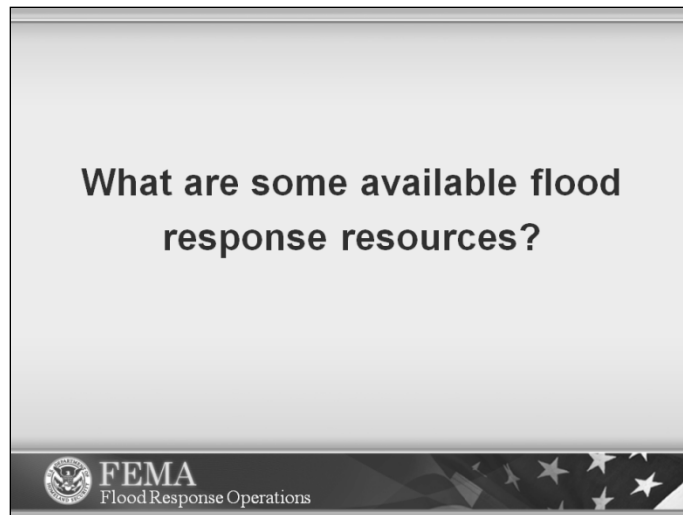 What are some available flood
response resources?
FEMA
Flood Response Operations